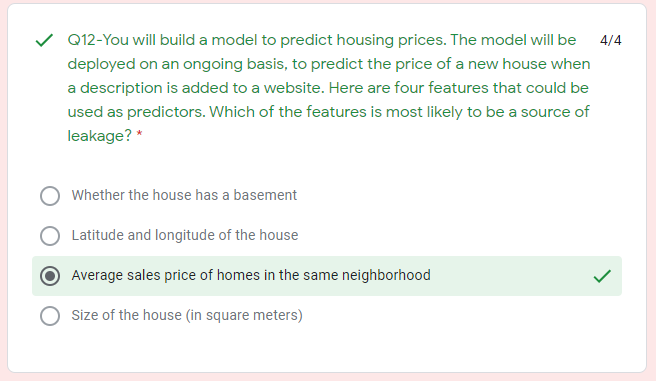 Q12-You will build a model to predict housing prices. The model will be 4/4
deployed on an ongoing basis, to predict the price of a new house when
a description is added to a website. Here are four features that could be
used as predictors. Which of the features is most likely to be a source of
leakage? *
Whether the house has a basement
Latitude and longitude of the house
Average sales price of homes in the same neighborhood
Size of the house (in square meters)